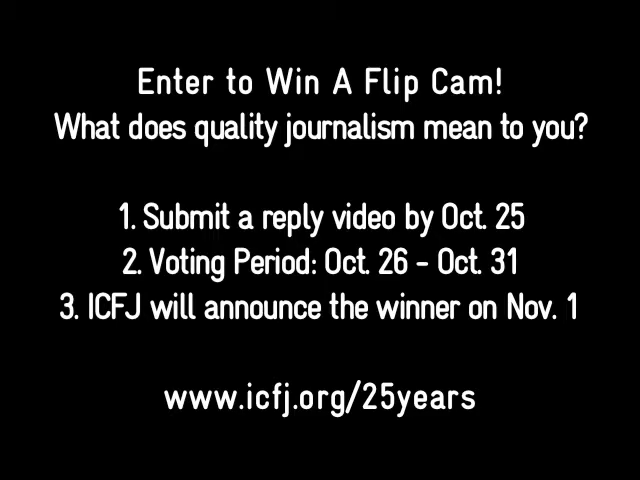 Enter to Win A Flip Cam!
What does quality journalism mean to you?
1. Submit a reply video by Oct. 25
2. Voting Period: Oct. 26 - Oct. 31
3. ICFJ will announce the winner on Nov. 1
www.icfj.org/25years